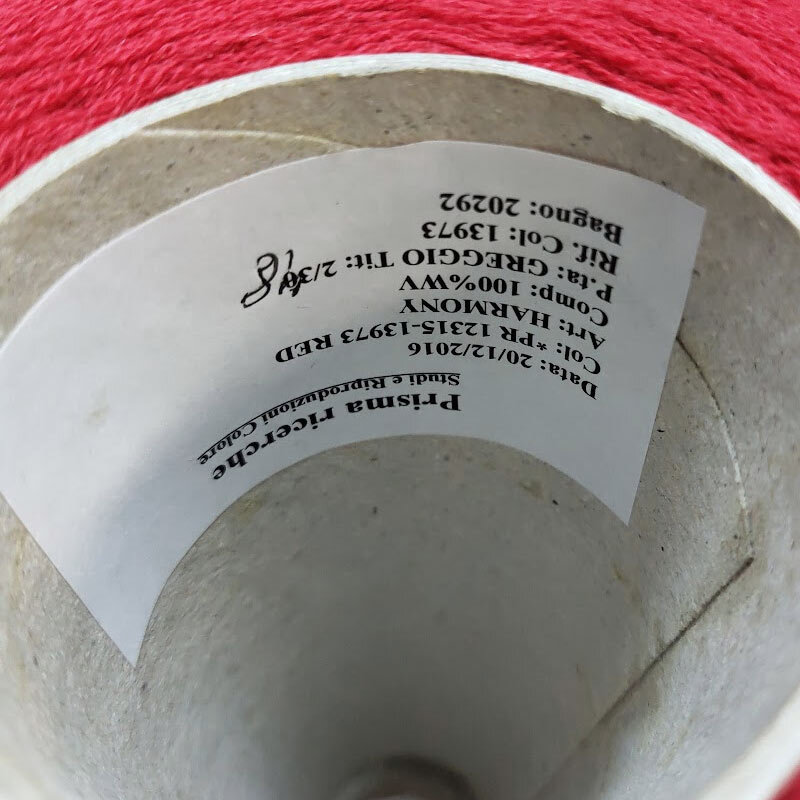 Prisma ricerche
Studi e Riproduzioni Colore
Data: 20/12/2016
Col: *PR 12315-13973 RED
Art: HARMONY
Comp: 100%WV
P.ta: GREGGIO Tit: 2/30
Rif. Col: 13973
Bagno: 20292